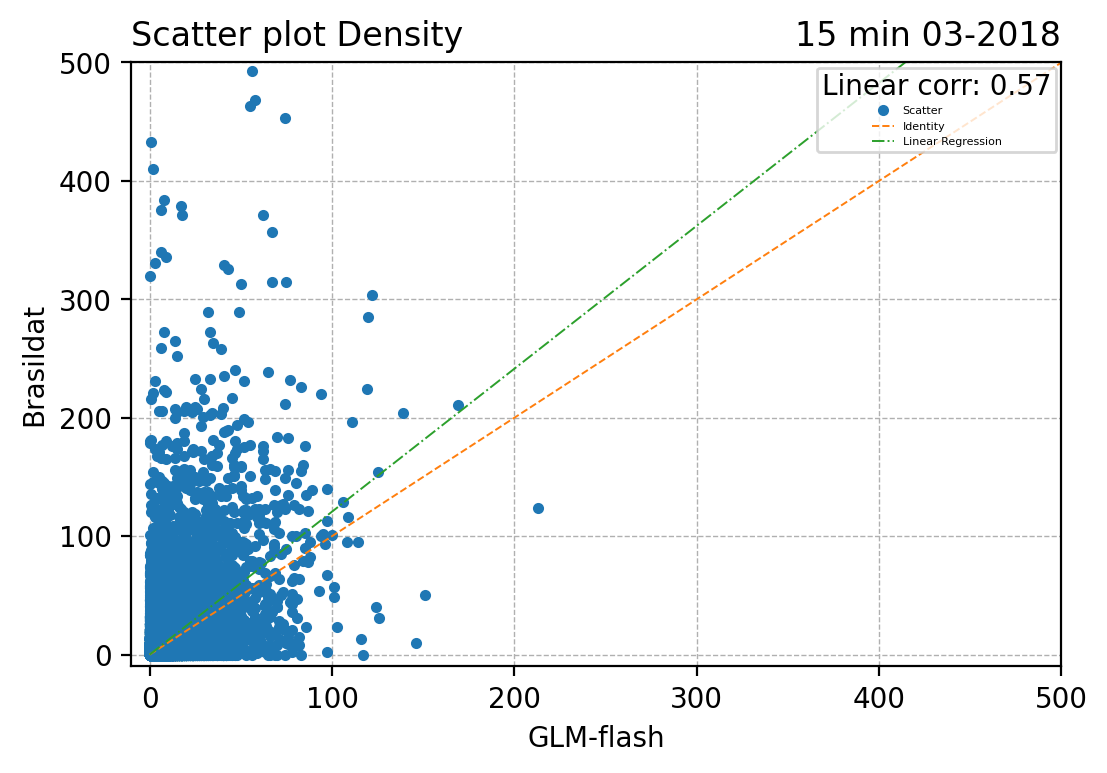 Scatter plot Density
15 min 03-2018
Linear corr: 0.57
Scatter
Identity
Linear Regression
500
400
300
200
100
0
Brasildat
0 100 200 300 400 500
GLM-flash